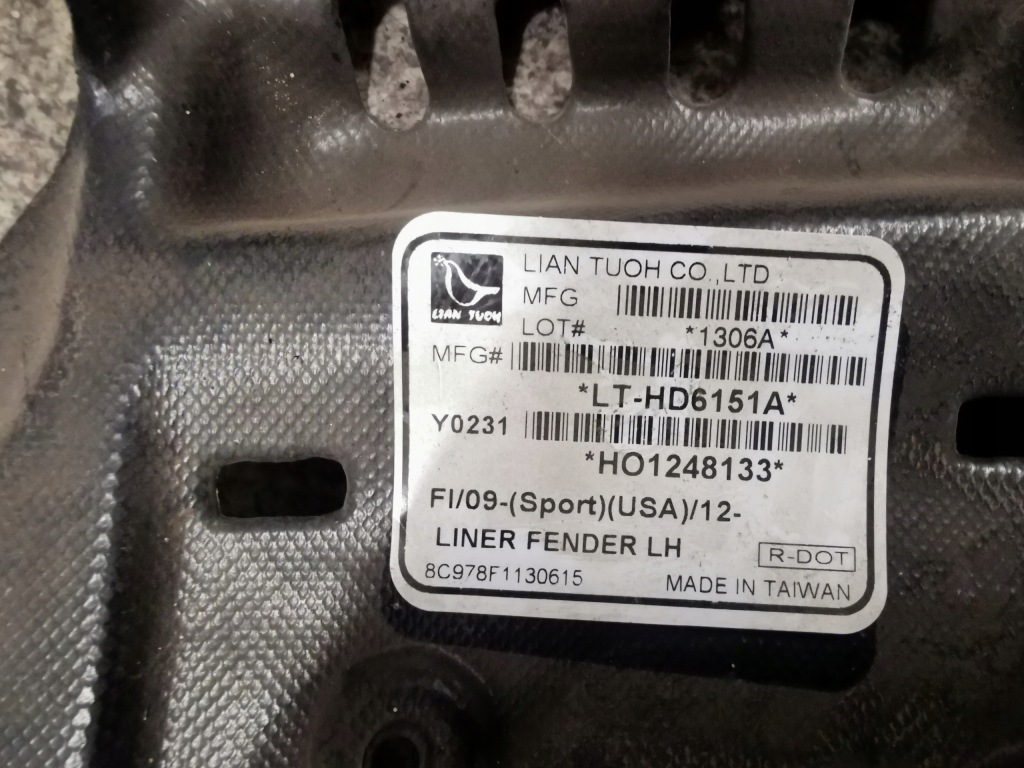 LIAN TUOH
LIAN TUOH CO.,LTD
MFG
LOT#
*1306A*
MFG#
*LT-HD6151A*
Y0231
*HO1248133*
FI/09-(Sport)(USA)/12-
LINER FENDER LH
R-DOT
8C978F1130615
MADE IN TAIWAN